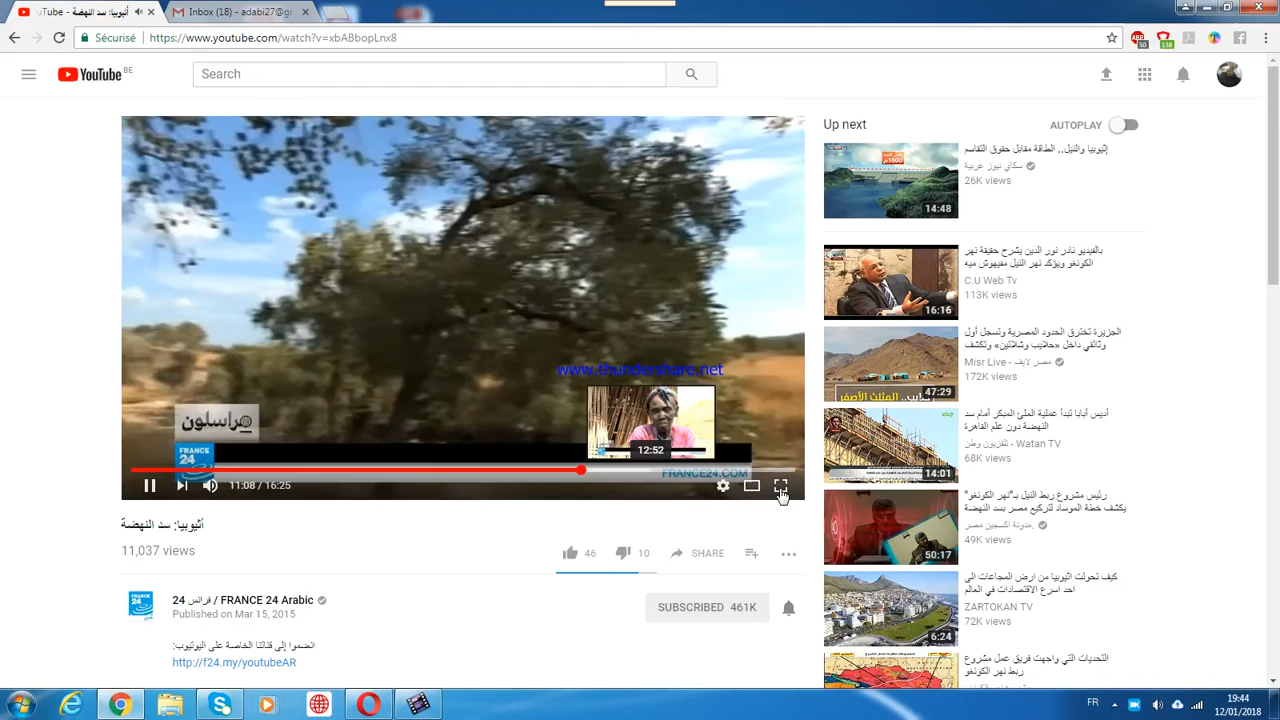 إثيوبيا: سد النهضة - uTube
Inbox (18) - adabi27@gr
Sécurisé
https://www.youtube.com/watch?v=xbABbopLnx8
50
138
YouTube BE
Search
Up next
AUTOPLAY
إثيوبيا والنيل.. الطاقة مقابل حقوق التقاسم
سكاي نيوز عربية
26K views
14:48
بالفيديو نادر نور الدين يشرح حقيقة نهر
الكونغو ويؤكد نهر النيل مفيهوش ميه
C.U Web Tv
113K views
16:16
الجزيرة تخترق الحدود المصرية وتسجل أول
وثائقي داخل «حلايب وشلاتين» وتكشف
Misr Live - مصر لايف
172K views
47:29
أديس أبابا تبدأ عملية الملئ المبكر أمام سد
النهضة دون علم القاهرة
Watan TV - تلفزيون وطن
68K views
14:01
رئيس مشروع ربط النيل بـ"نهر الكونغو"
يكشف خطة الموساد لتركيع مصر بسد النهضة
مدونة اكسجين مصر.
49K views
50:17
كيف تحولت اثيوبيا من ارض المجاعات الى
احد اسرع الاقتصادات في العالم
ZARTOKAN TV
72K views
6:24
التحديات التي واجهت فريق عمل مشروع
ربط نهر الكونغو
www.thundershare.net
مراسلون
FRANCE 24
12:52
FRANCE24.COM
11:08 / 16:25
إثيوبيا: سد النهضة
11,037 views
46
10
SHARE
فرانس 24 / FRANCE 24 Arabic
Published on Mar 15, 2015
SUBSCRIBED 461K
انضموا إلى قناتنا الخاصة على اليوتيوب:
http://f24.my/youtubeAR
FR
19:44
12/01/2018